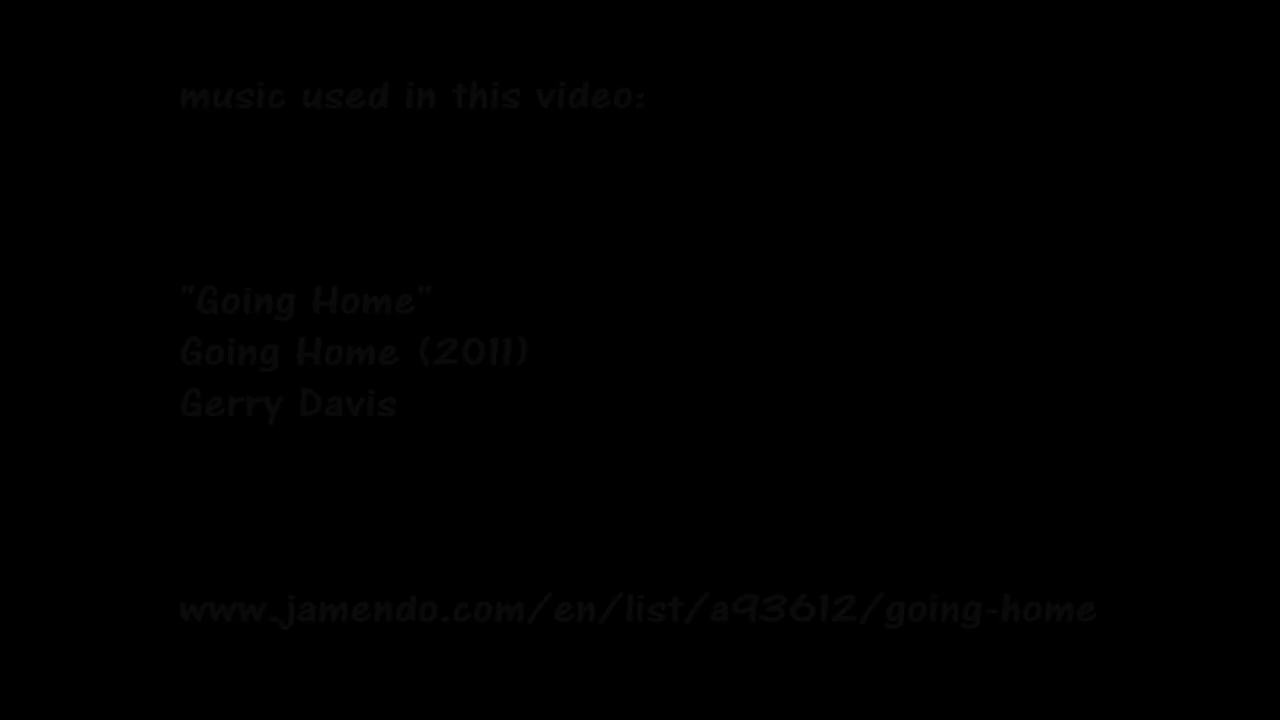 music used in this video:
"Going Home"
Going Home (2011)
Gerry Davis
www.jamendo.com/en/list/a93612/going-home